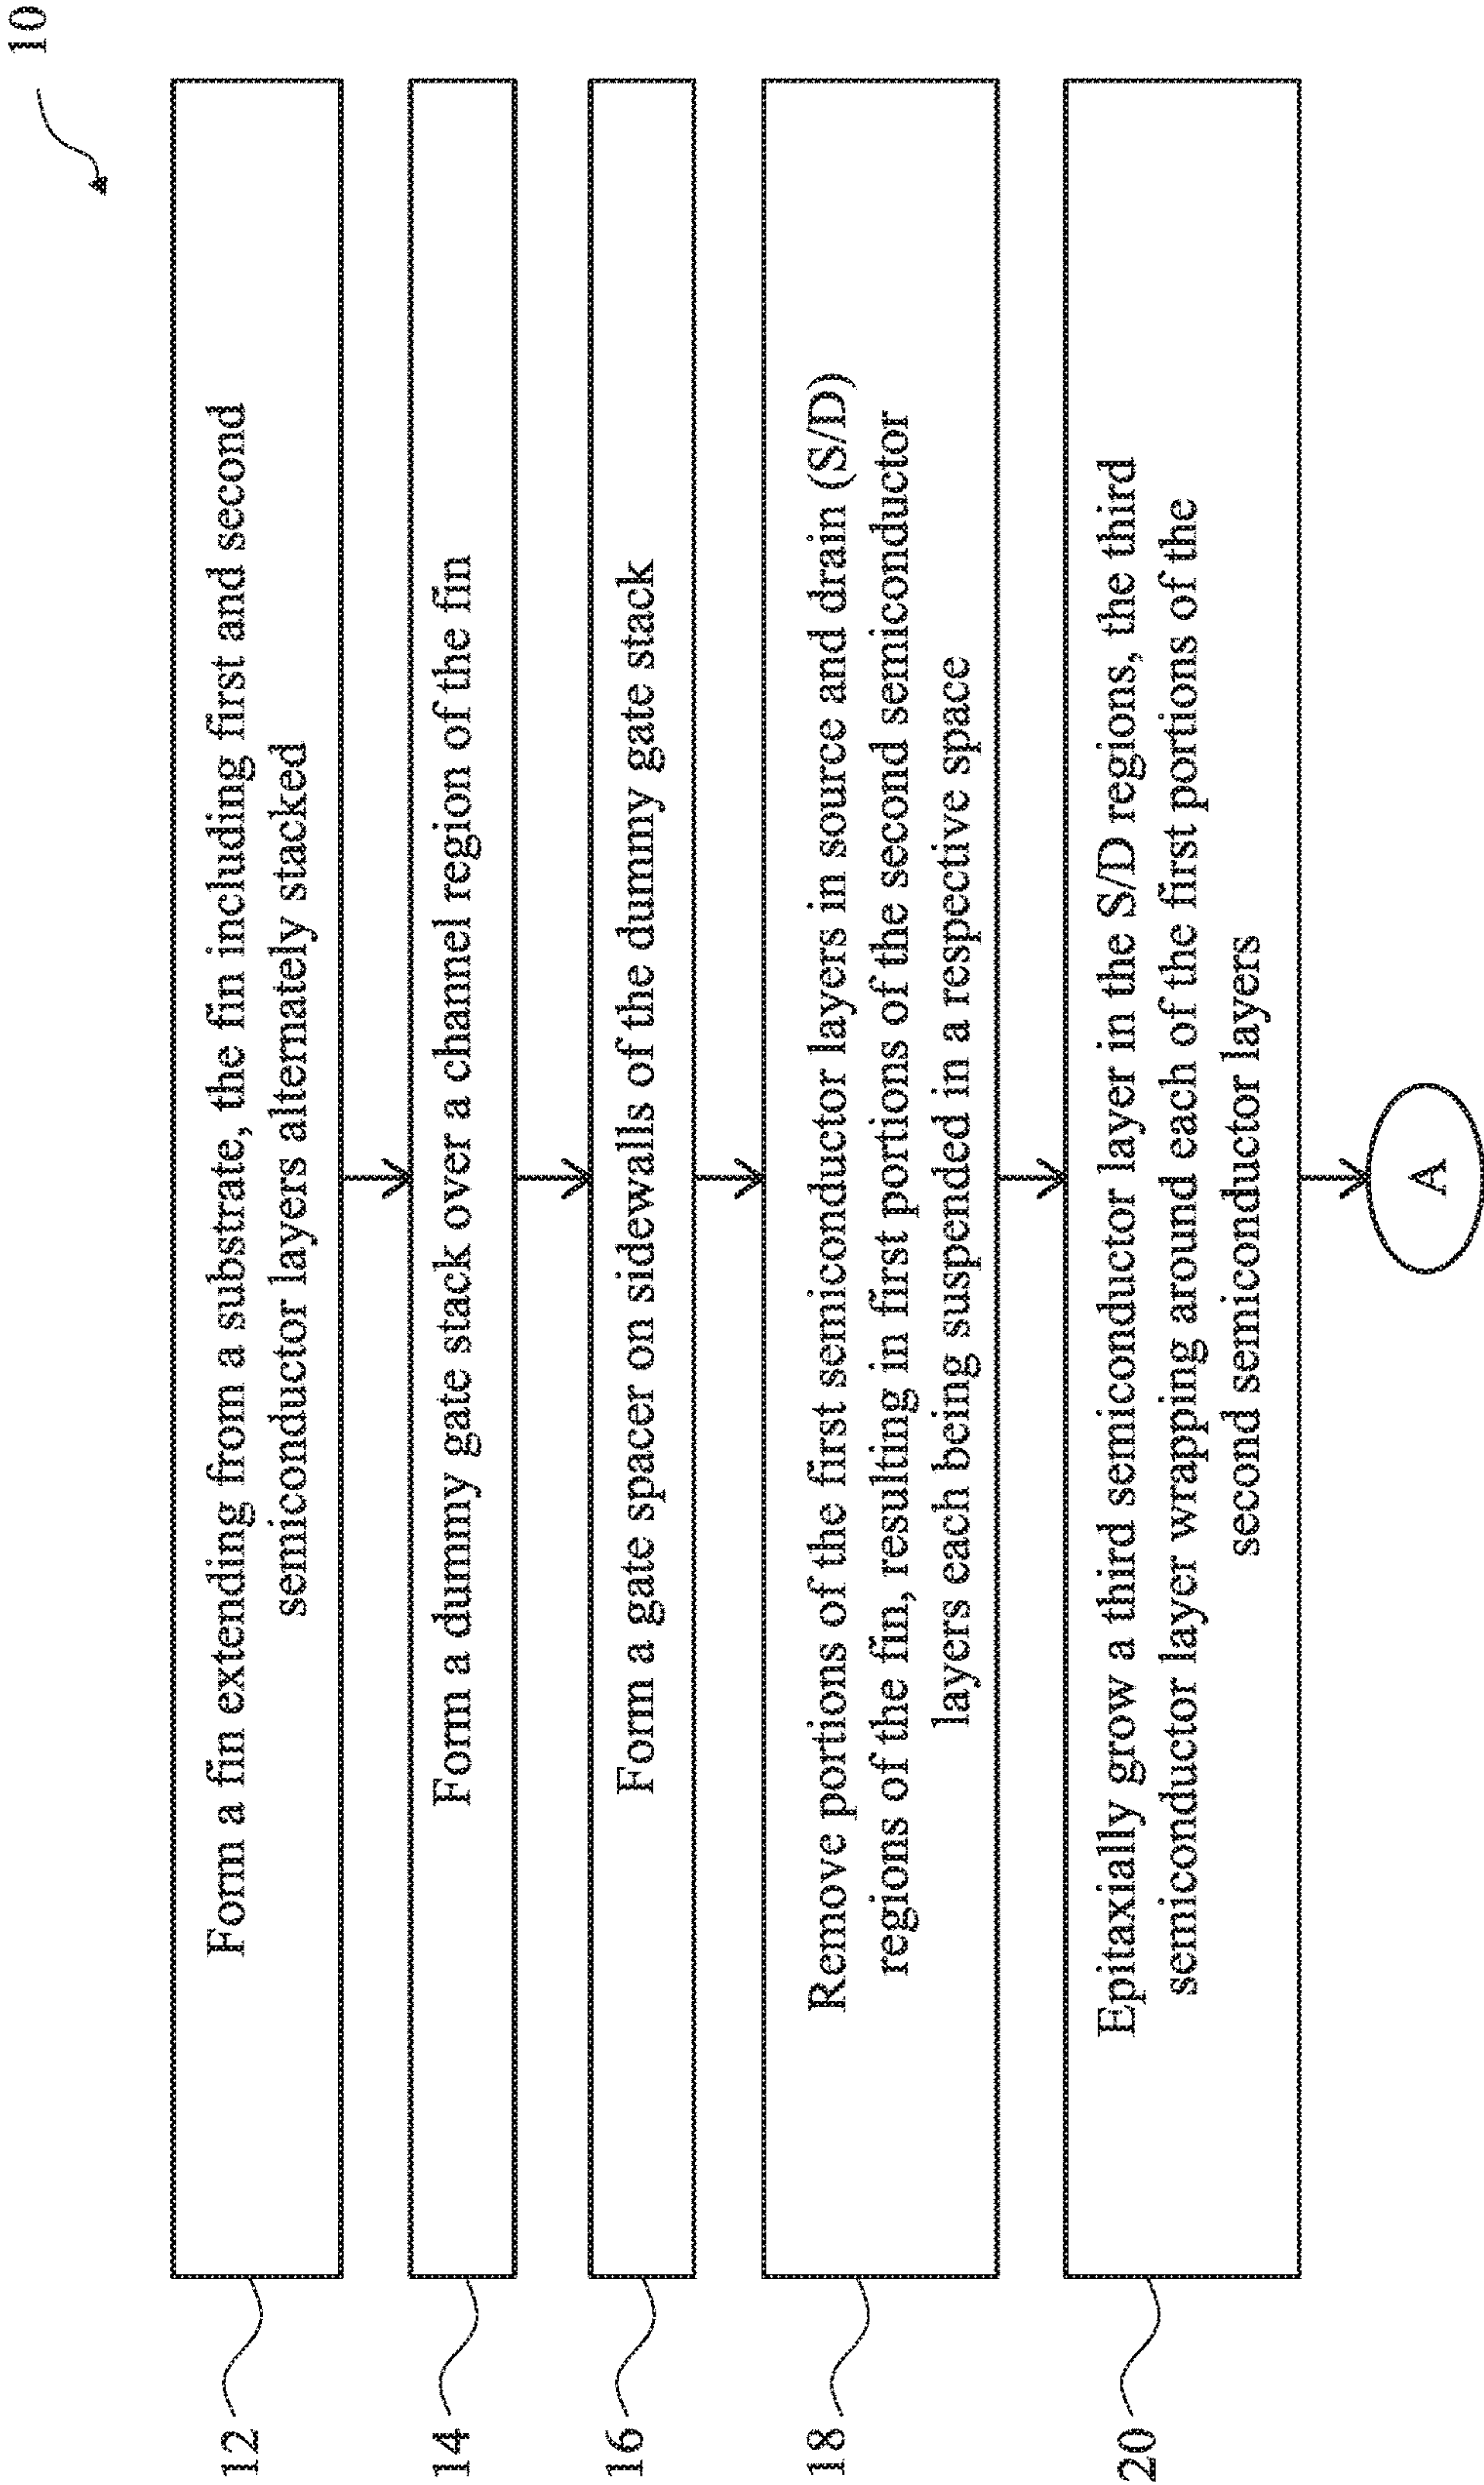 10
12
Form a fin extending from a substrate, the fin including first and second
semiconductor layers alternately stacked
14
Form a dummy gate stack over a channel region of the fin
16
Form a gate spacer on sidewalls of the dummy gate stack
18
Remove portions of the first semiconductor layers in source and drain (S/D)
regions of the fin, resulting in first portions of the second semiconductor
layers each being suspended in a respective space
20
Epitaxially grow a third semiconductor layer in the S/D regions, the third
semiconductor layer wrapping around each of the first portions of the
second semiconductor layers
A